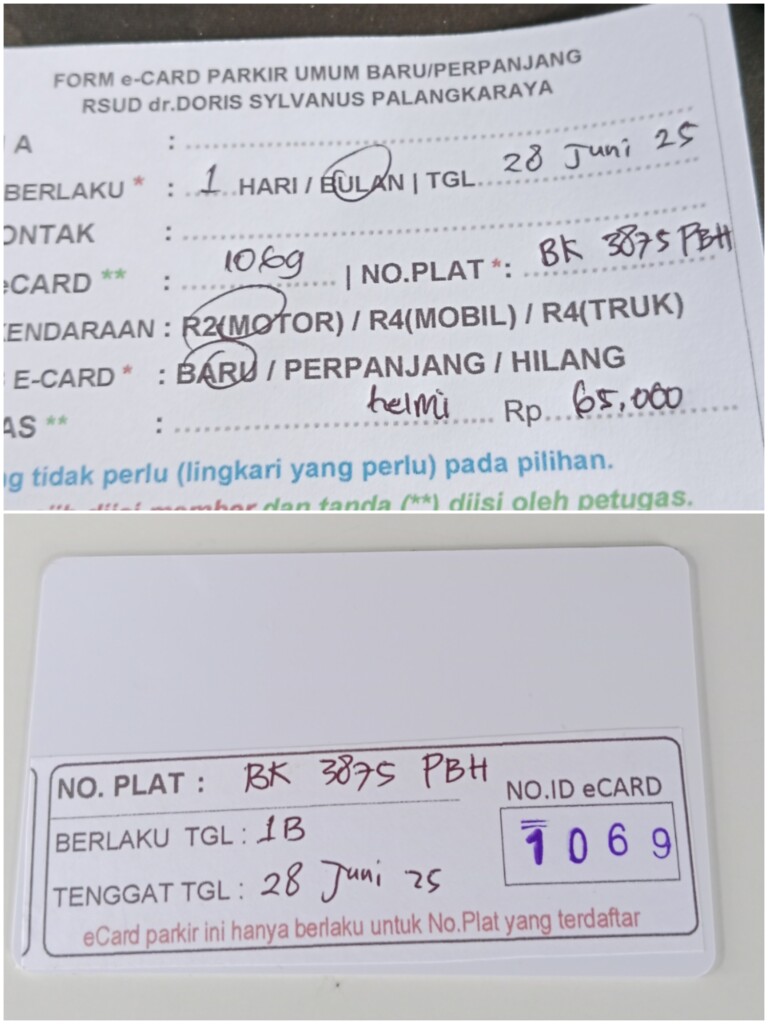 FORM e-CARD PARKIR UMUM BARU/PERPANJANG
RSUD dr.DORIS SYLVANUS PALANGKARAYA
A :
BERLAKU * : 1 HARI / BULAN | TGL 28 Juni 25
ONTAK :
eCARD ** : 1069 | NO.PLAT *: BK 3875 PBH
ENDARAAN : R2(MOTOR) / R4(MOBIL) / R4(TRUK)
E-CARD * : BARU / PERPANJANG / HILANG
AS ** : helmi Rp. 65,000
g tidak perlu (lingkari yang perlu) pada pilihan.
member dan tanda (**) diisi oleh petugas.
NO. PLAT : BK 3875 PBH
NO.ID eCARD
BERLAKU TGL : 1B
1069
TENGGAT TGL : 28 Juni 25
eCard parkir ini hanya berlaku untuk No.Plat yang terdaftar